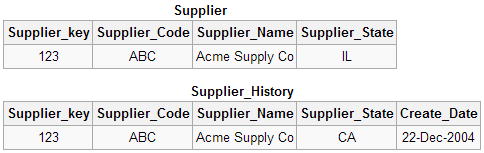 Supplier
Supplier_key Supplier_Code Supplier_Name Supplier_State
123 ABC Acme Supply Co IL
Supplier_History
Supplier_key Supplier_Code Supplier_Name Supplier_State Create_Date
123 ABC Acme Supply Co CA 22-Dec-2004